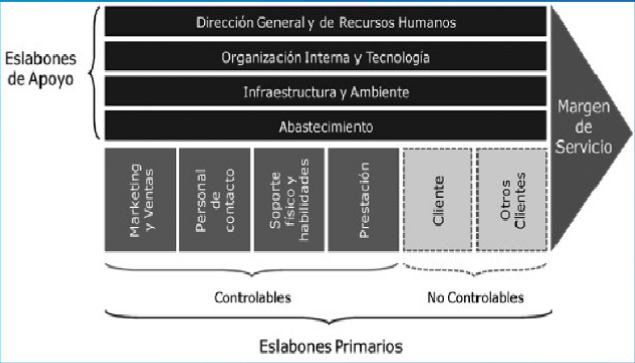 Dirección General y de Recursos Humanos
Organización Interna y Tecnología
Infraestructura y Ambiente
Abastecimiento
Eslabones
de Apoyo
Margen
de
Servicio
Marketing
y Ventas
Personal
de
contacto
Soporte
físico y
habilidades
Prestación
Cliente
Otros
Clientes
Controlables
No Controlables
Eslabones Primarios